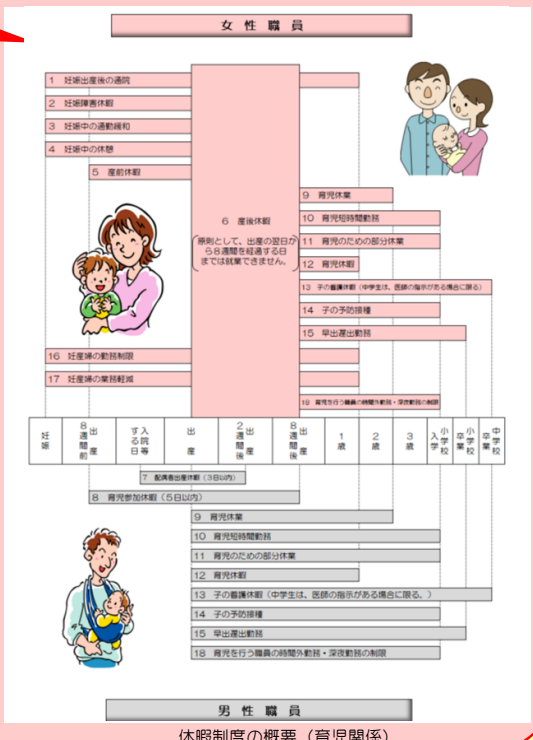 女性職員
1 妊娠出産後の通院
2 妊娠障害休暇
3 妊娠中の通勤緩和
4 妊娠中の休憩
5 産前休暇
6 産後休暇
原則として、出産の翌日か
ら8週間を経過する日
までは就業できません。
9 育児休業
10 育児短時間勤務
11 育児のための部分休業
12 育児休暇
13 子の看護休暇（中学生は、医師の指示がある場合に限る）
14 子の予防接種
15 早出遅出勤務
16 妊産婦の勤務制限
17 妊産婦の業務軽減
18 育児を行う職員の時間外勤務・深夜勤務の制限
妊娠
出産8週間前
入院等する日
出産
出産2週間後
出産8週間後
1歳
2歳
3歳
小学校入学
小学校卒業
中学校卒業
7 配偶者出産休暇（3日以内）
8 育児参加休暇（5日以内）
9 育児休業
10 育児短時間勤務
11 育児のための部分休業
12 育児休暇
13 子の看護休暇（中学生は、医師の指示がある場合に限る。）
14 子の予防接種
15 早出遅出勤務
18 育児を行う職員の時間外勤務・深夜勤務の制限
男性職員
休暇制度の概要（育児関係）